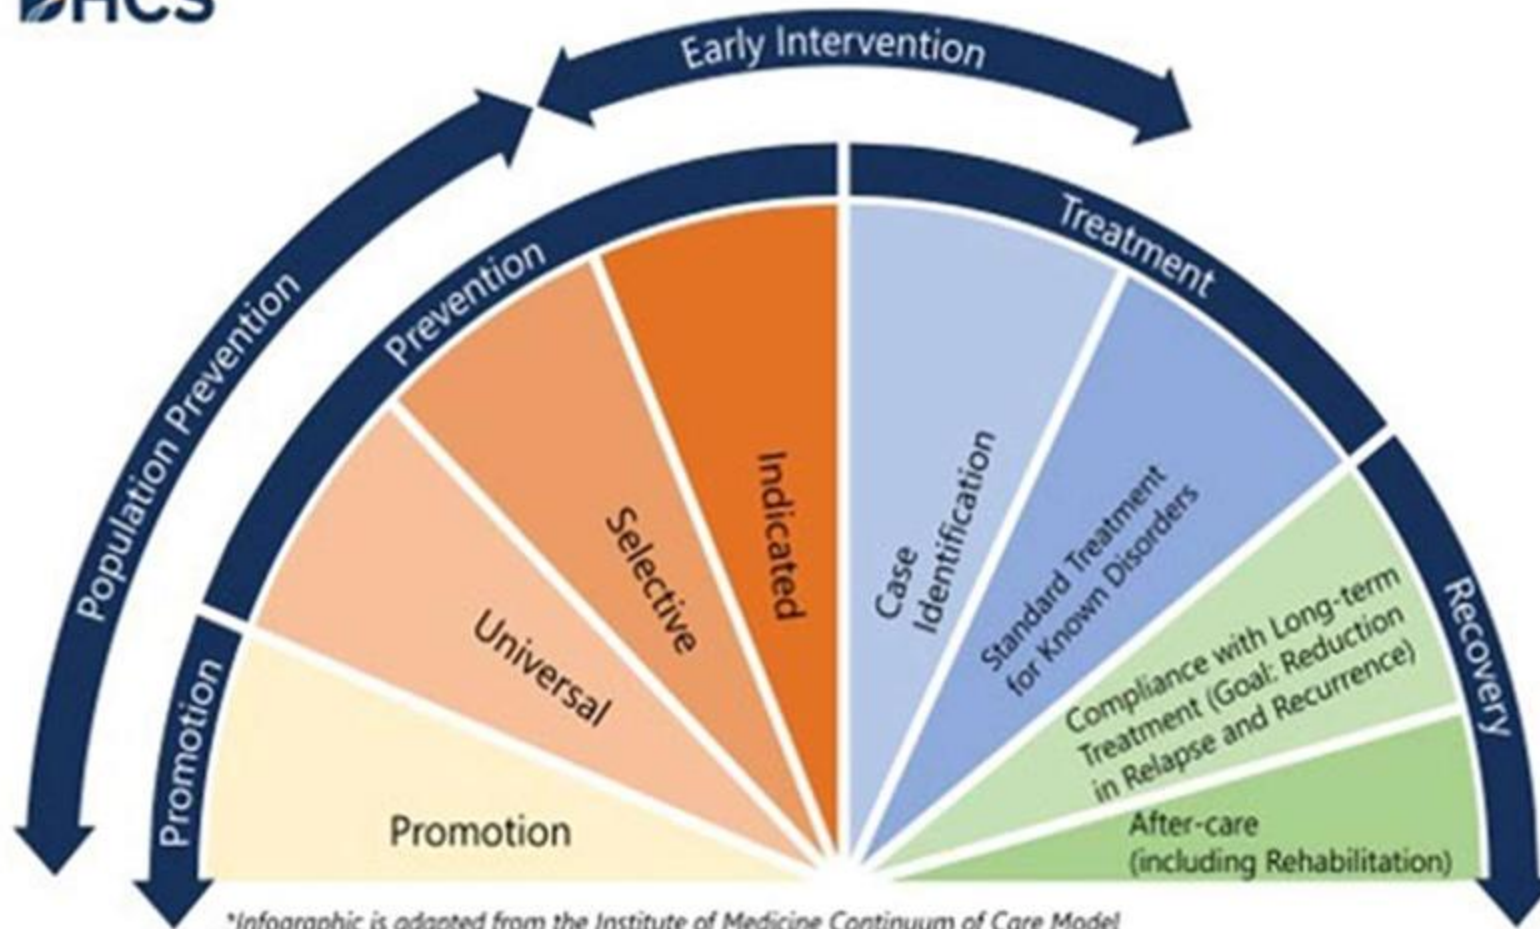 DHCS
Early Intervention
Population Prevention
Prevention
Treatment
Promotion
Recovery
Promotion
Universal
Selective
Indicated
Case
Identification
Standard Treatment
for Known Disorders
Compliance with Long-term
Treatment (Goal: Reduction
in Relapse and Recurrence)
After-care
(including Rehabilitation)
*Infographic is adapted from the Institute of Medicine Continuum of Care Model